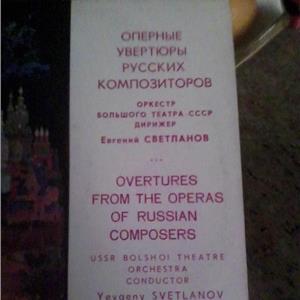 ОПЕРНЫЕ
УВЕРТЮРЫ
РУССКИХ
КОМПОЗИТОРОВ
ОРКЕСТР
БОЛЬШОГО ТЕАТРА СССР
ДИРИЖЕР
Евгений СВЕТЛАНОВ
...
OVERTURES
FROM THE OPERAS
OF RUSSIAN
COMPOSERS
USSR BOLSHOI THEATRE
ORCHESTRA
CONDUCTOR
Yevgeny SVETLANOV